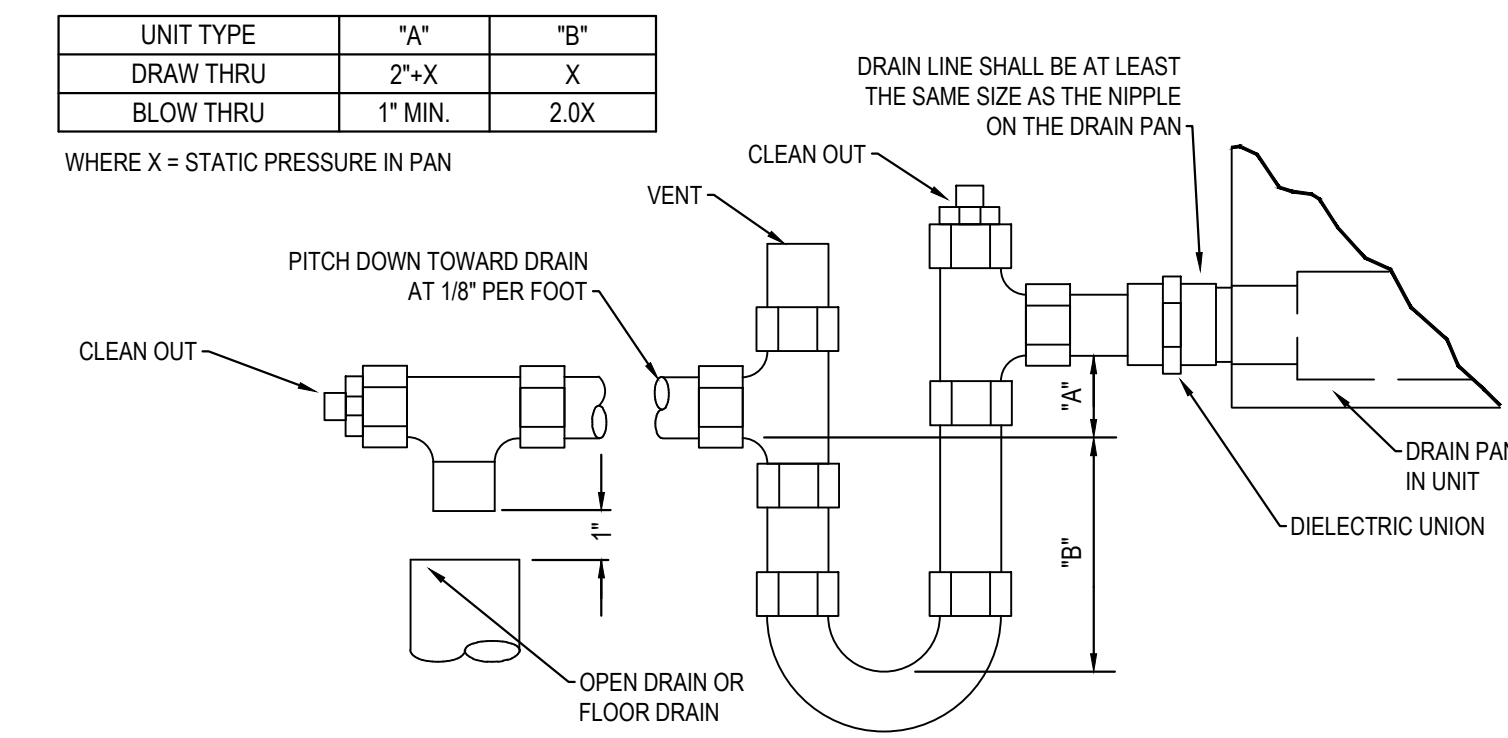 UNIT TYPE "A" "B"
DRAW THRU 2"+X X
BLOW THRU 1" MIN. 2.0X
WHERE X = STATIC PRESSURE IN PAN
DRAIN LINE SHALL BE AT LEAST
THE SAME SIZE AS THE NIPPLE
ON THE DRAIN PAN
CLEAN OUT
VENT
PITCH DOWN TOWARD DRAIN
AT 1/8" PER FOOT
CLEAN OUT
"A"
DRAIN PAN
IN UNIT
DIELECTRIC UNION
1"
"B"
OPEN DRAIN OR
FLOOR DRAIN